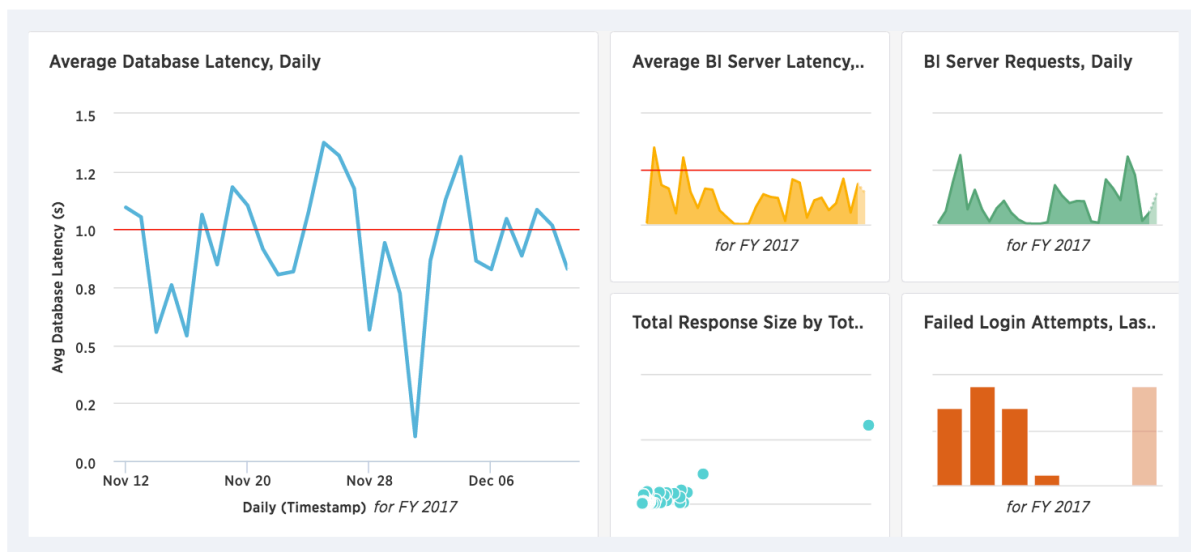 Average Database Latency, Daily
Avg Database Latency (s)
1.5
1.2
1.0
0.8
0.5
0.2
0.0
Nov 12
Nov 20
Nov 28
Dec 06
Daily (Timestamp) for FY 2017
Average BI Server Latency,..
for FY 2017
BI Server Requests, Daily
for FY 2017
Total Response Size by Tot..
Failed Login Attempts, Las..
for FY 2017